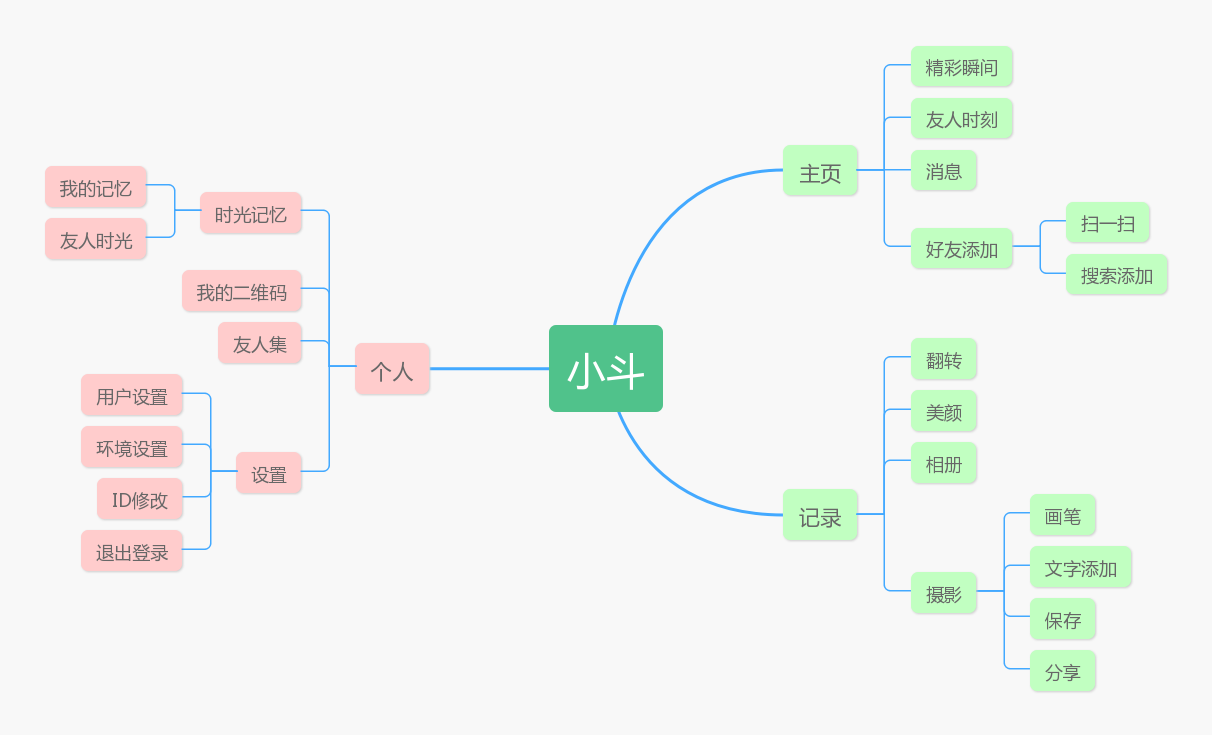 小斗
主页
精彩瞬间
友人时刻
消息
好友添加
扫一扫
搜索添加
记录
翻转
美颜
相册
摄影
画笔
文字添加
保存
分享
个人
时光记忆
我的记忆
友人时光
我的二维码
友人集
设置
用户设置
环境设置
ID修改
退出登录